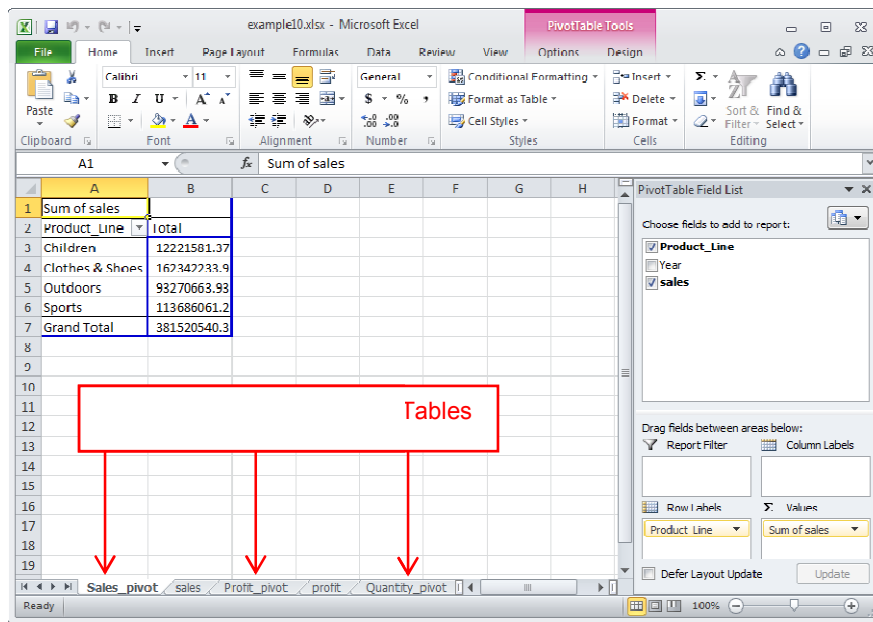 example10.xlsx - Microsoft Excel
PivotTable Tools
File Home Insert Page Layout Formulas Data Review View Options Design
Calibri 11 General Conditional Formatting Insert Σ
Paste B I U A A $ % , Format as Table Delete Sort & Find &
Cell Styles Format Filter Select
Clipboard Font Alignment Number Styles Cells Editing
A1 fx Sum of sales
A B C D E F G H
1 Sum of sales
2 Product_Line Total
3 Children 12221581.37
4 Clothes & Shoes 162342233.9
5 Outdoors 93270663.93
6 Sports 113686061.2
7 Grand Total 381520540.3
8
9
10
11 Tables
12
13
14
15
16
17
18
19
PivotTable Field List
Choose fields to add to report:
Product_Line
Year
sales
Drag fields between areas below:
Report Filter Column Labels
Row Labels Σ Values
Product Line Sum of sales
Defer Layout Update Update
Sales_pivot sales Profit_pivot profit Quantity_pivot
Ready 100%